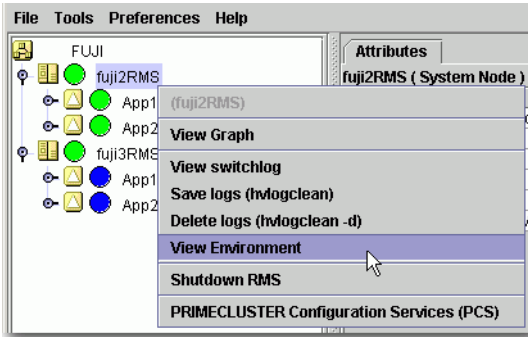 File Tools Preferences Help
FUJI
Attributes
fuji2RMS
fuji2RMS ( System Node )
App1
(fuji2RMS)
App2
View Graph
fuji3RMS
View switchlog
App1
Save logs (hvlogclean)
App2
Delete logs (hvlogclean -d)
View Environment
Shutdown RMS
PRIMECLUSTER Configuration Services (PCS)